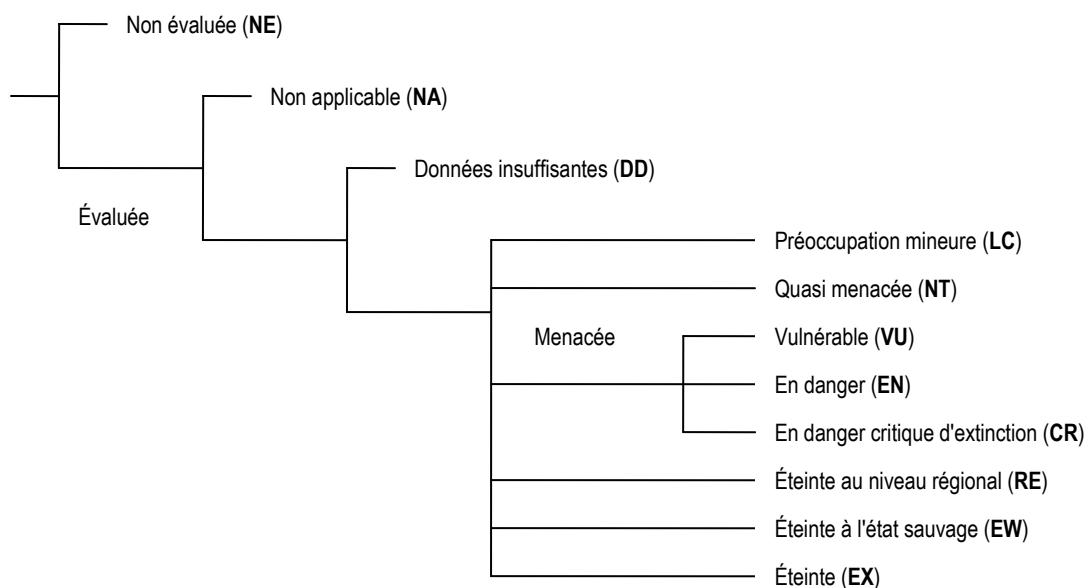 Non évaluée (NE)
Non applicable (NA)
Données insuffisantes (DD)
Évaluée
Préoccupation mineure (LC)
Quasi menacée (NT)
Menacée
Vulnérable (VU)
En danger (EN)
En danger critique d'extinction (CR)
Éteinte au niveau régional (RE)
Éteinte à l'état sauvage (EW)
Éteinte (EX)